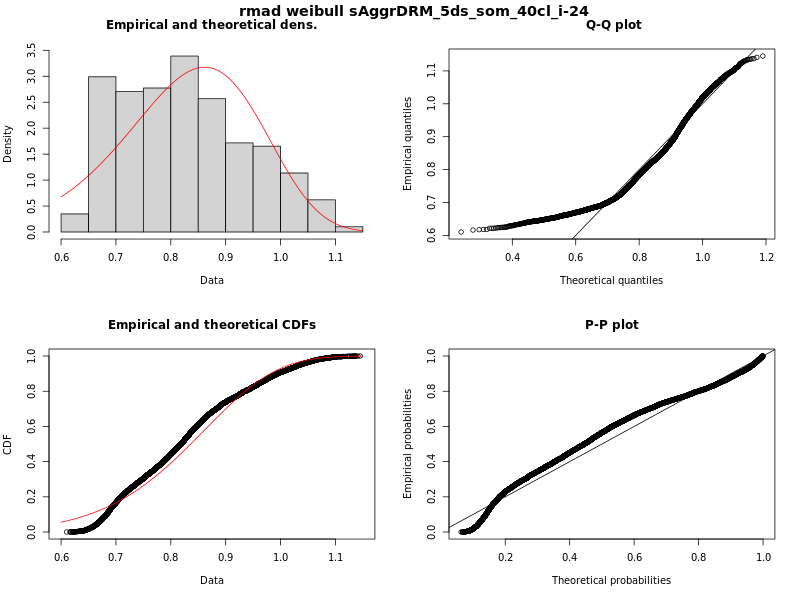 rmad weibull sAggrDRM_5ds_som_40cl_i-24
Empirical and theoretical dens.
Density
0.0 0.5 1.0 1.5 2.0 2.5 3.0 3.5
0.6 0.7 0.8 0.9 1.0 1.1
Data
Q-Q plot
Empirical quantiles
0.6 0.7 0.8 0.9 1.0 1.1
0.4 0.6 0.8 1.0 1.2
Theoretical quantiles
Empirical and theoretical CDFs
CDF
0.0 0.2 0.4 0.6 0.8 1.0
0.6 0.7 0.8 0.9 1.0 1.1
Data
P-P plot
Empirical probabilities
0.0 0.2 0.4 0.6 0.8 1.0
0.2 0.4 0.6 0.8 1.0
Theoretical probabilities